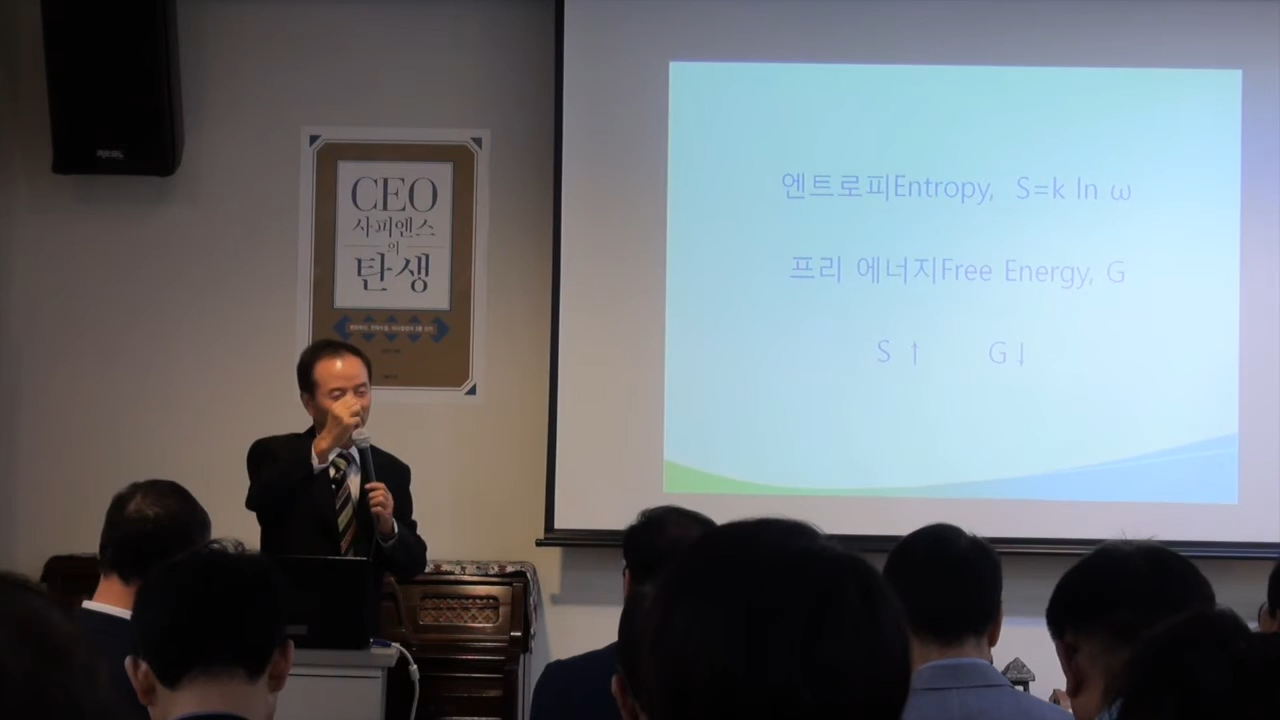 CEO
사피엔스
의
탄생
엔트로피Entropy, S=k ln ω
프리 에너지Free Energy, G
S ↑ G↓